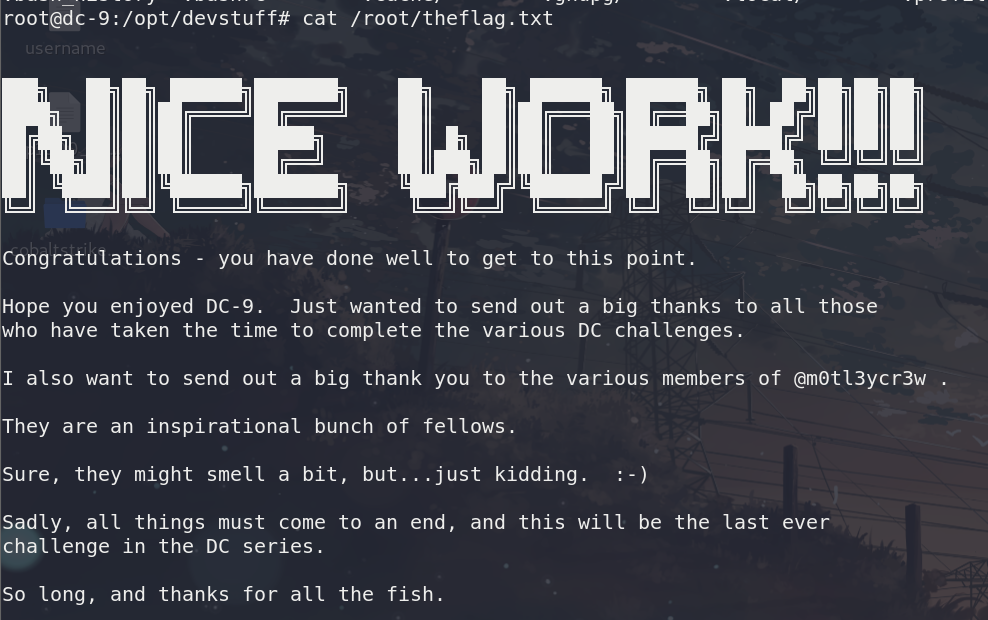 root@dc-9:/opt/devstuff# cat /root/theflag.txt
username
NICE WORK!!!
cobaltstrike
Congratulations - you have done well to get to this point.
Hope you enjoyed DC-9.  Just wanted to send out a big thanks to all those
who have taken the time to complete the various DC challenges.
I also want to send out a big thank you to the various members of @m0tl3ycr3w .
They are an inspirational bunch of fellows.
Sure, they might smell a bit, but...just kidding.  :-)
Sadly, all things must come to an end, and this will be the last ever
challenge in the DC series.
So long, and thanks for all the fish.